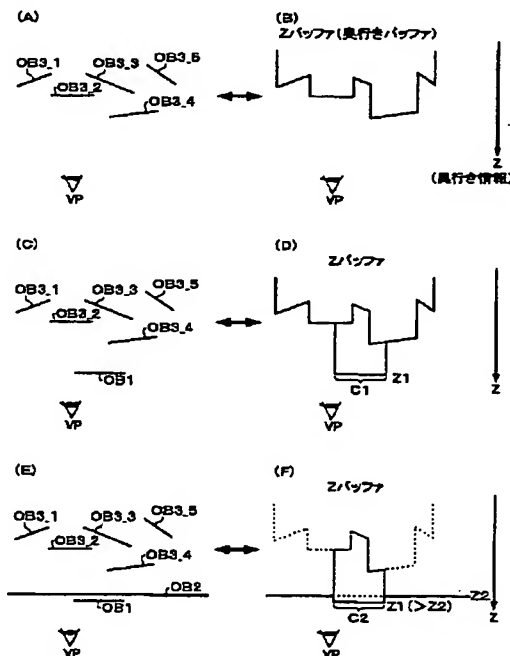 (A)
OB3_1
OB3_2
OB3_3
OB3_5
OB3_4
VP
(B)
Zバッファ(奥行きバッファ)
VP
Z
(奥行き情報)
(C)
OB3_1
OB3_2
OB3_3
OB3_5
OB3_4
OB1
VP
(D)
Zバッファ
Z1
C1
VP
Z
(E)
OB3_1
OB3_2
OB3_3
OB3_5
OB3_4
OB2
OB1
VP
(F)
Zバッファ
Z2
Z1(>Z2)
C2
VP
Z